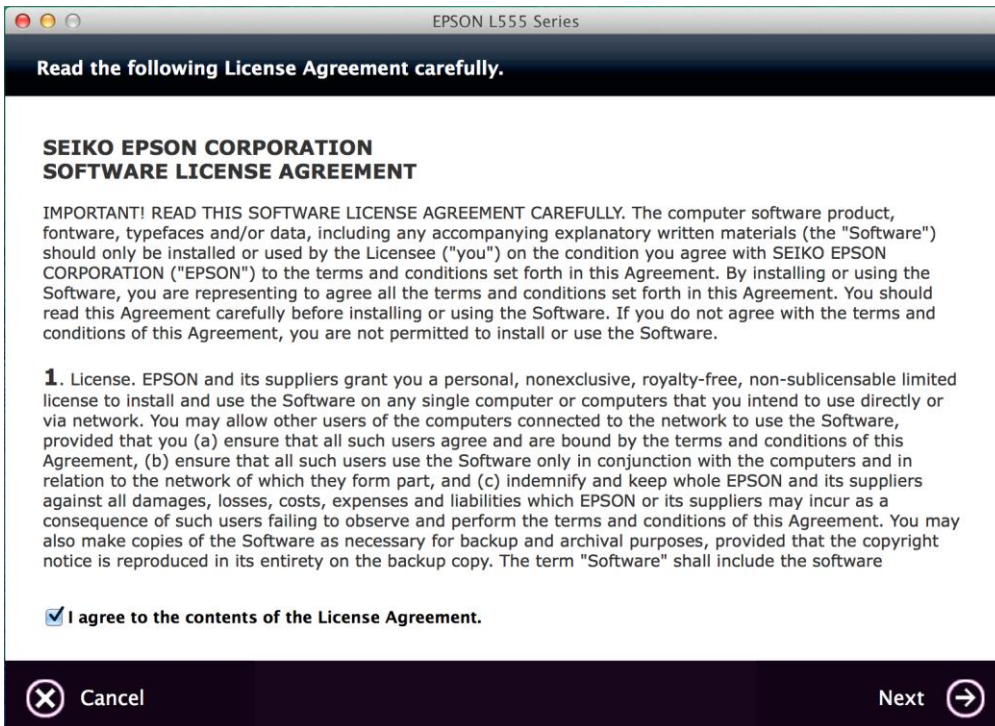 EPSON L555 Series
Read the following License Agreement carefully.
SEIKO EPSON CORPORATION
SOFTWARE LICENSE AGREEMENT
IMPORTANT! READ THIS SOFTWARE LICENSE AGREEMENT CAREFULLY. The computer software product,
fontware, typefaces and/or data, including any accompanying explanatory written materials (the "Software")
should only be installed or used by the Licensee ("you") on the condition you agree with SEIKO EPSON
CORPORATION ("EPSON") to the terms and conditions set forth in this Agreement. By installing or using the
Software, you are representing to agree all the terms and conditions set forth in this Agreement. You should
read this Agreement carefully before installing or using the Software. If you do not agree with the terms and
conditions of this Agreement, you are not permitted to install or use the Software.
1. License. EPSON and its suppliers grant you a personal, nonexclusive, royalty-free, non-sublicensable limited
license to install and use the Software on any single computer or computers that you intend to use directly or
via network. You may allow other users of the computers connected to the network to use the Software,
provided that you (a) ensure that all such users agree and are bound by the terms and conditions of this
Agreement, (b) ensure that all such users use the Software only in conjunction with the computers and in
relation to the network of which they form part, and (c) indemnify and keep whole EPSON and its suppliers
against all damages, losses, costs, expenses and liabilities which EPSON or its suppliers may incur as a
consequence of such users failing to observe and perform the terms and conditions of this Agreement. You may
also make copies of the Software as necessary for backup and archival purposes, provided that the copyright
notice is reproduced in its entirety on the backup copy. The term "Software" shall include the software
I agree to the contents of the License Agreement.
Cancel
Next